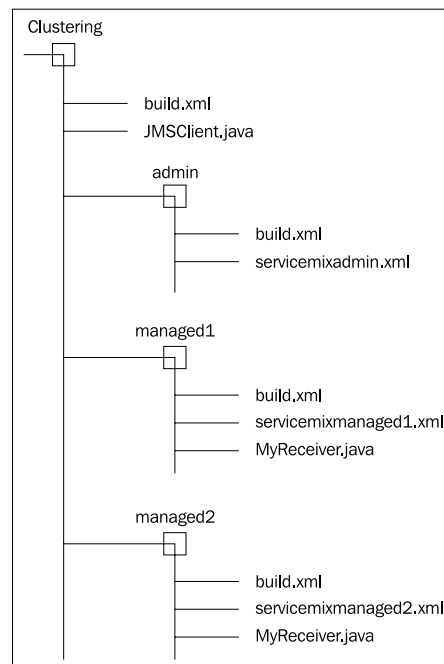 Clustering
build.xml
JMSClient.java
admin
build.xml
servicemixadmin.xml
managed1
build.xml
servicemixmanaged1.xml
MyReceiver.java
managed2
build.xml
servicemixmanaged2.xml
MyReceiver.java